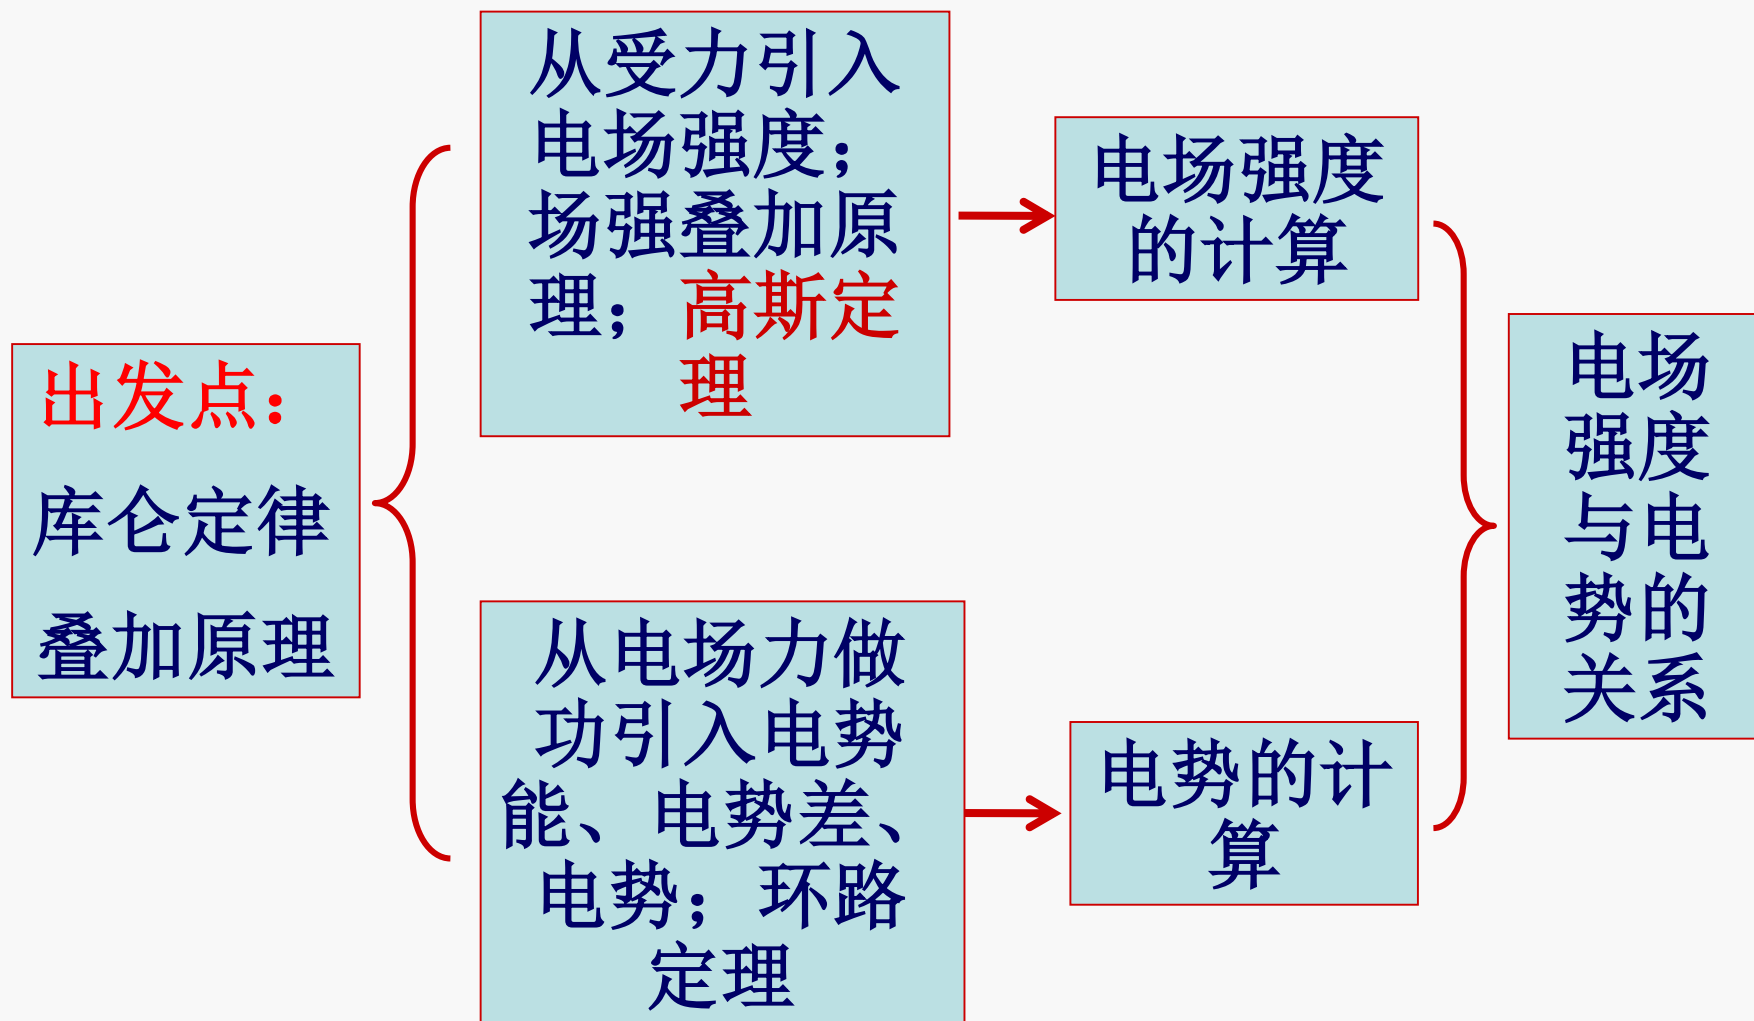 出发点:
库仑定律
叠加原理
从受力引入
电场强度；
场强叠加原
理；高斯定
理
从电场力做
功引入电势
能、电势差、
电势；环路
定理
电场强度
的计算
电势的计
算
电场
强度
与电
势的
关系